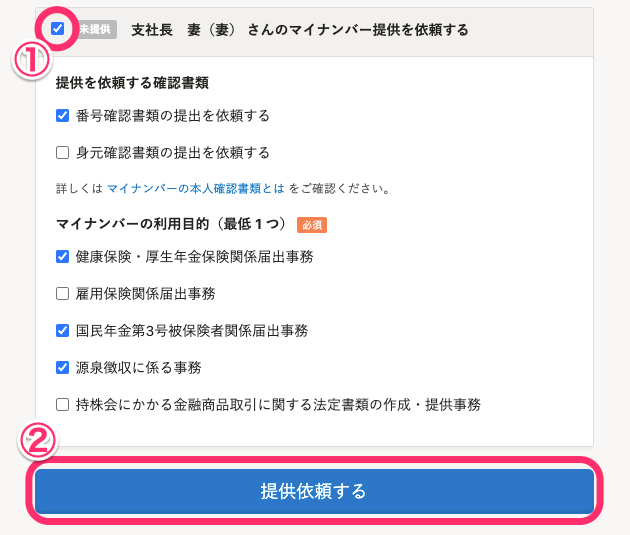 未提供 支社長 妻（妻） さんのマイナンバー提供を依頼する
①
提供を依頼する確認書類
番号確認書類の提出を依頼する
身元確認書類の提出を依頼する
詳しくは マイナンバーの本人確認書類とは をご確認ください。
マイナンバーの利用目的（最低１つ） 必須
健康保険・厚生年金保険関係届出事務
雇用保険関係届出事務
国民年金第3号被保険者関係届出事務
源泉徴収に係る事務
持株会にかかる金融商品取引に関する法定書類の作成・提供事務
②
提供依頼する